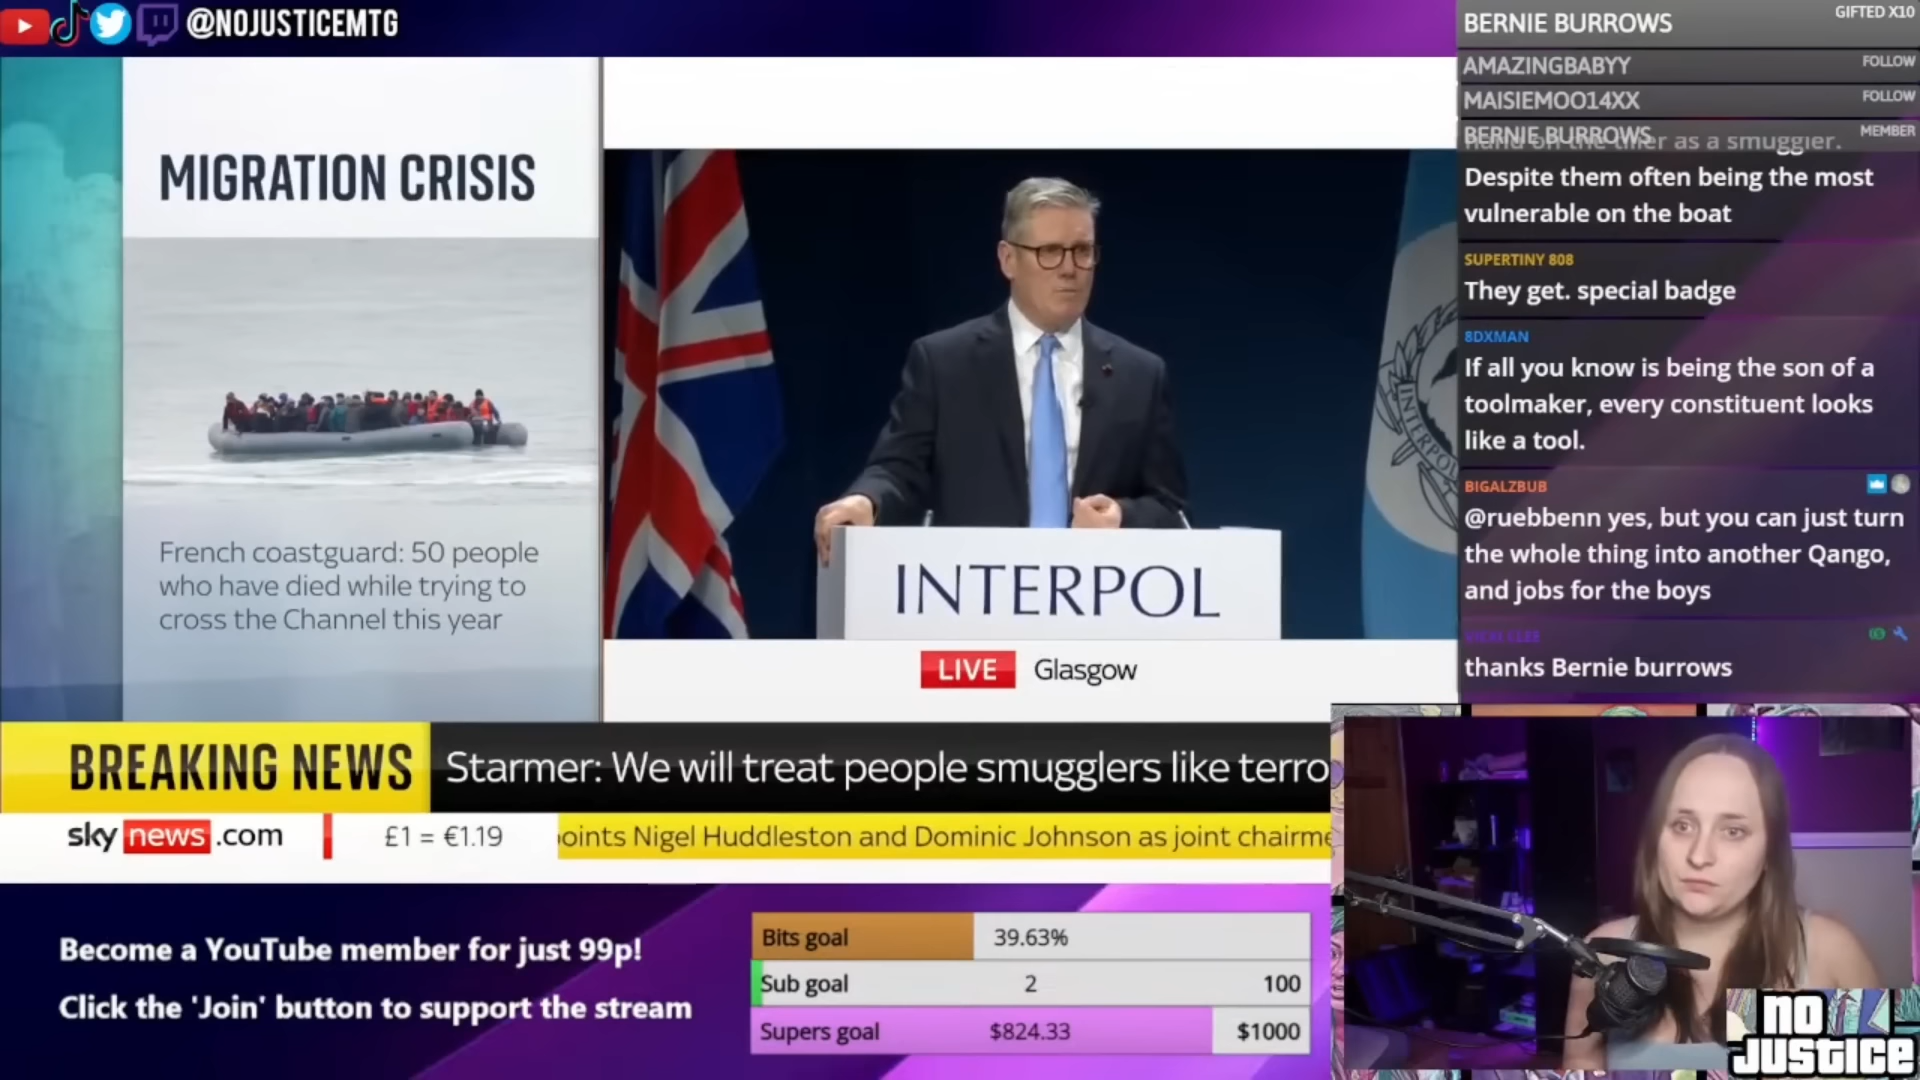 @NOJUSTICEMTG
MIGRATION CRISIS
French coastguard: 50 people
who have died while trying to
cross the Channel this year
INTERPOL
INTERPOL
LIVE Glasgow
BREAKING NEWS
Starmer: We will treat people smugglers like terro
sky news.com
£1 = €1.19
oints Nigel Huddleston and Dominic Johnson as joint chairme
Become a YouTube member for just 99p!
Click the 'Join' button to support the stream
Bits goal 39.63%
Sub goal 2 100
Supers goal $824.33 $1000
BERNIE BURROWS GIFTED X10
AMAZINGBABYY FOLLOW
MAISIEMOO14XX FOLLOW
BERNIE BURROWS MEMBER
hand on the tiller as a smuggler.
Despite them often being the most
vulnerable on the boat
SUPERTINY 808
They get. special badge
8DXMAN
If all you know is being the son of a
toolmaker, every constituent looks
like a tool.
BIGALZBUB
@ruebbenn yes, but you can just turn
the whole thing into another Qango,
and jobs for the boys
thanks Bernie burrows
NO
JUSTICE